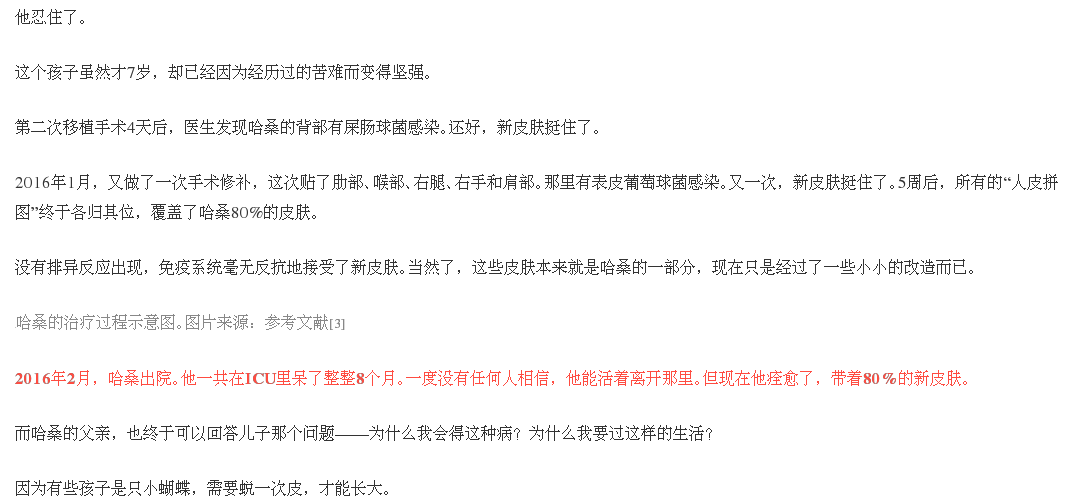 他忍住了。
这个孩子虽然才7岁，却已经因为经历过的苦难而变得坚强。
第二次移植手术4天后，医生发现哈桑的背部有屎肠球菌感染。还好，新皮肤挺住了。
2016年1月，又做了一次手术修补，这次贴了肋部、喉部、右腿、右手和肩部。那里有表皮葡萄球菌感染。又一次，新皮肤挺住了。5周后，所有的“人皮拼
图”终于各归其位，覆盖了哈桑80%的皮肤。
没有排异反应出现，免疫系统毫无反抗地接受了新皮肤。当然了，这些皮肤本来就是哈桑的一部分，现在只是经过了一些小小的改造而已。
哈桑的治疗过程示意图。图片来源：参考文献[3]
2016年2月，哈桑出院。他一共在ICU里呆了整整8个月。一度没有任何人相信，他能活着离开那里。但现在他痊愈了，带着80%的新皮肤。
而哈桑的父亲，也终于可以回答儿子那个问题——为什么我会得这种病？为什么我要过这样的生活？
因为有些孩子是只小蝴蝶，需要蜕一次皮，才能长大。